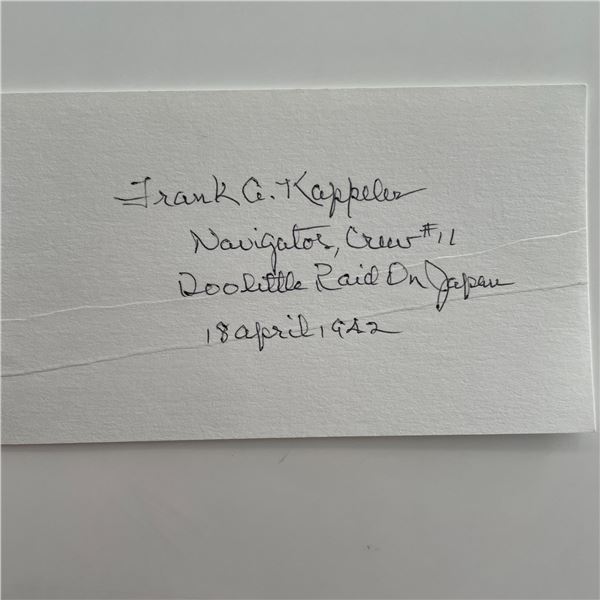 Frank A. Kappeler
Navigator, Crew #11
Doolittle Raid On Japan
18 April 1942